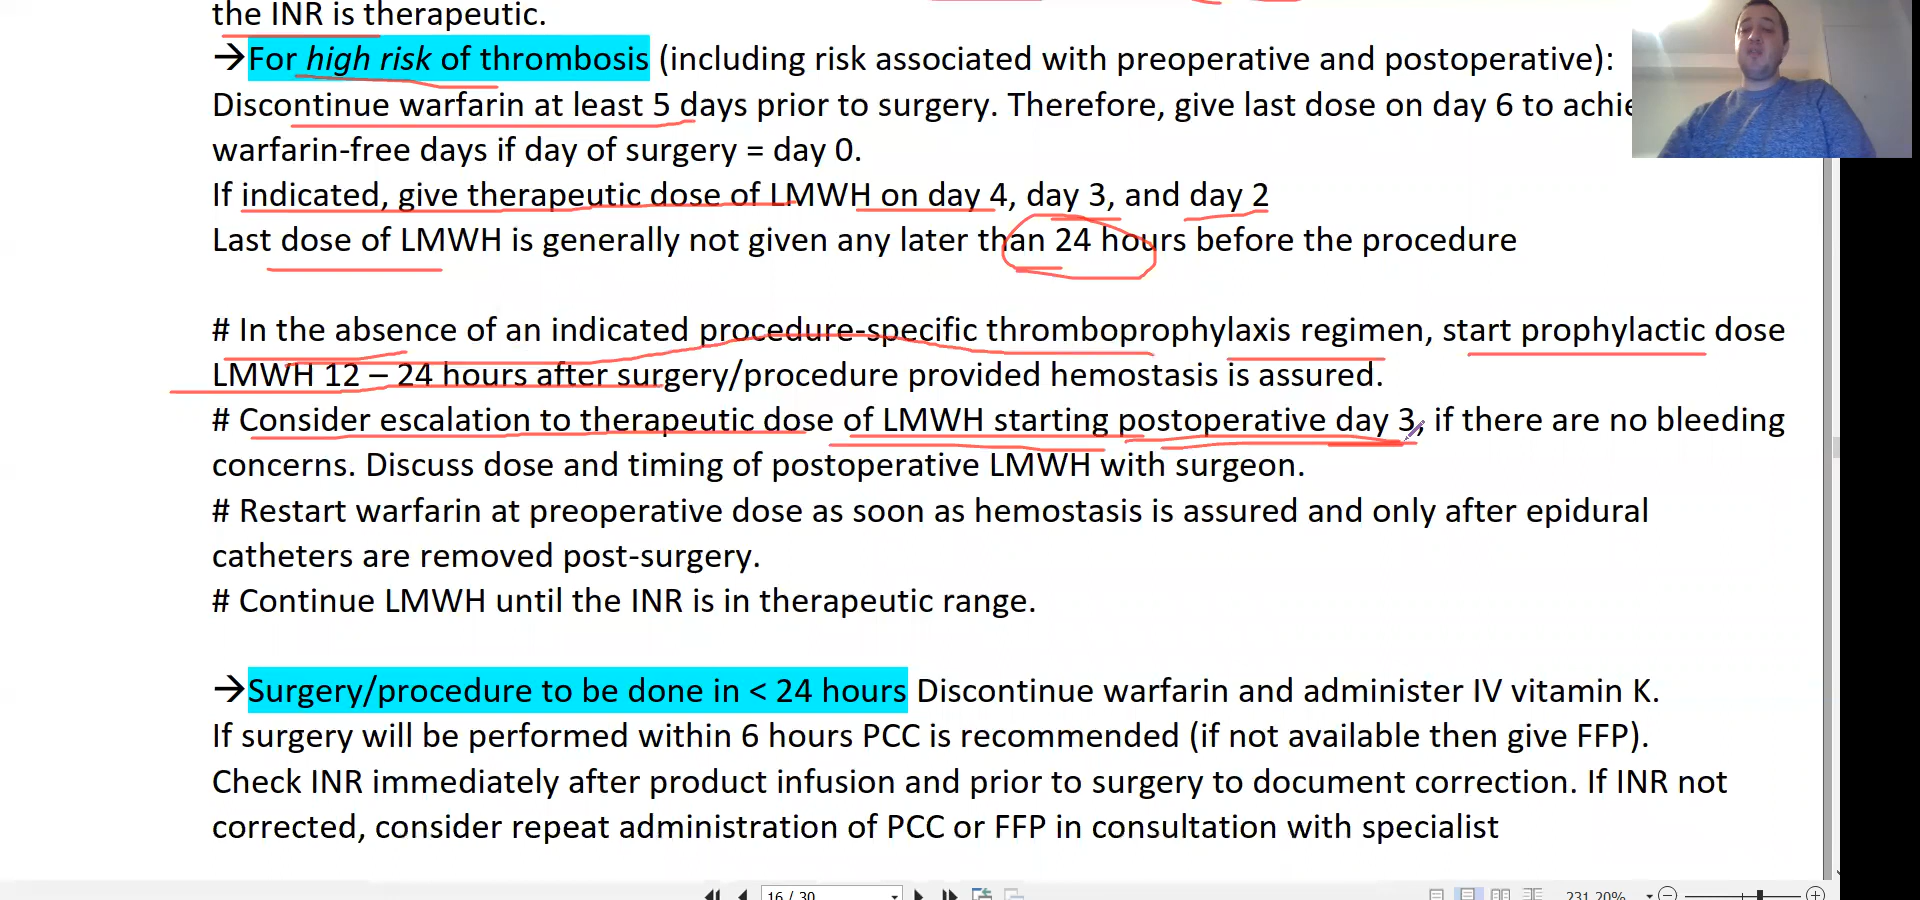 the INR is therapeutic.
→For high risk of thrombosis (including risk associated with preoperative and postoperative):
Discontinue warfarin at least 5 days prior to surgery. Therefore, give last dose on day 6 to
warfarin-free days if day of surgery = day 0.
If indicated, give therapeutic dose of LMWH on day 4, day 3, and day 2
Last dose of LMWH is generally not given any later than 24 hours before the procedure
# In the absence of an indicated procedure-specific thromboprophylaxis regimen, start prophylactic dose
LMWH 12 – 24 hours after surgery/procedure provided hemostasis is assured.
# Consider escalation to therapeutic dose of LMWH starting postoperative day 3, if there are no bleeding
concerns. Discuss dose and timing of postoperative LMWH with surgeon.
# Restart warfarin at preoperative dose as soon as hemostasis is assured and only after epidural
catheters are removed post-surgery.
# Continue LMWH until the INR is in therapeutic range.
→Surgery/procedure to be done in < 24 hours Discontinue warfarin and administer IV vitamin K.
If surgery will be performed within 6 hours PCC is recommended (if not available then give FFP).
Check INR immediately after product infusion and prior to surgery to document correction. If INR not
corrected, consider repeat administration of PCC or FFP in consultation with specialist
16 / 30
231.20%